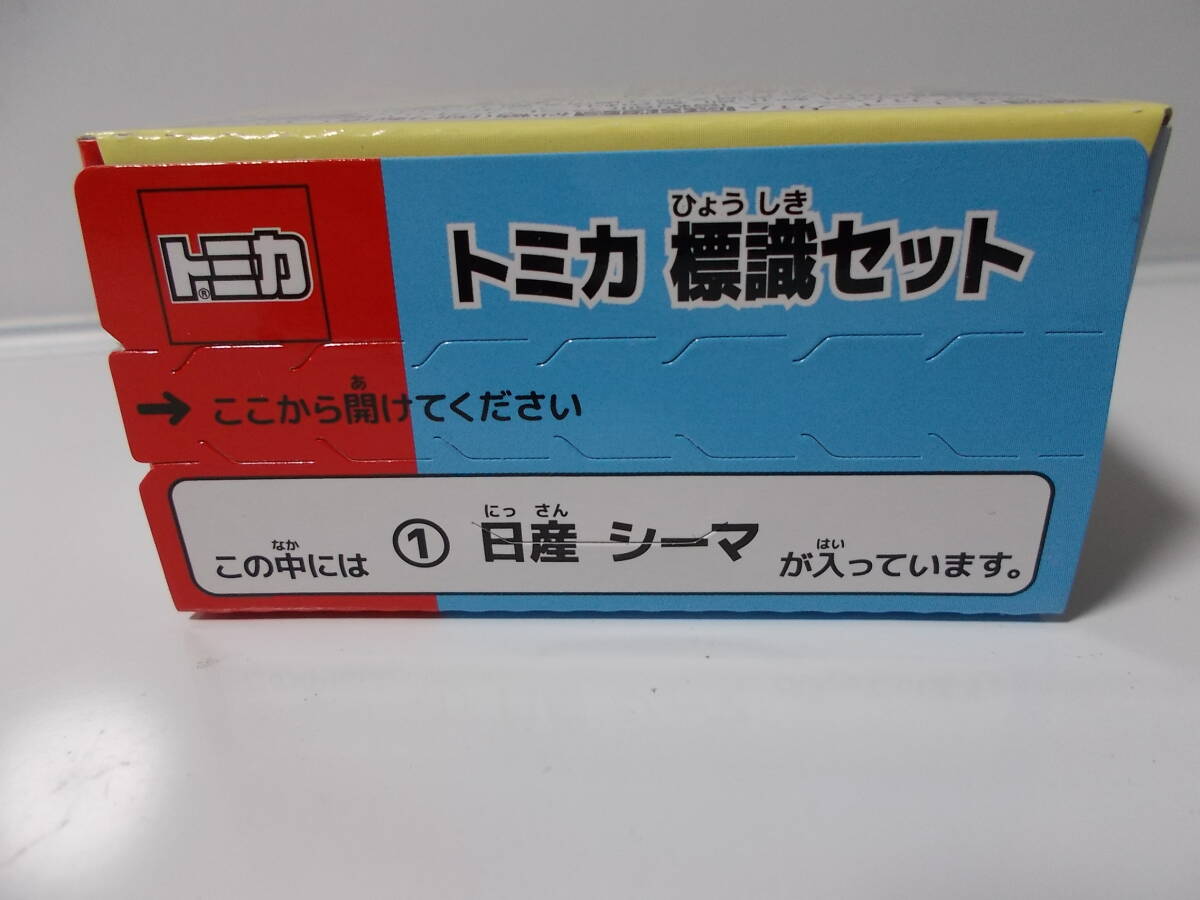 トミカ®
ひょうしき
トミカ 標識セット
あ
→ ここから開けてください
にっ さん
なか
はい
この中には ① 日産 シーマ が入っています。